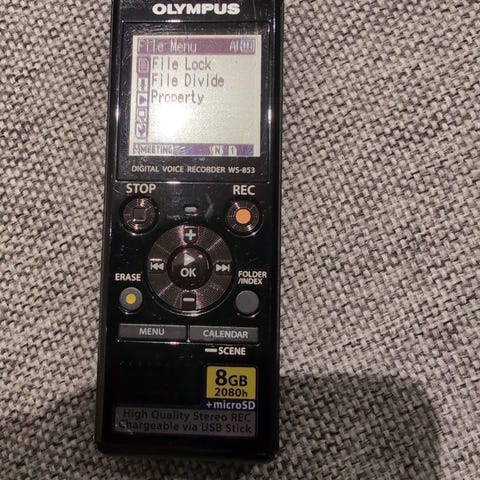 OLYMPUS
File Menu
File Lock
File Divide
Property
MEETING
DIGITAL VOICE RECORDER WS-853
STOP REC
+
OK
ERASE
FOLDER
/INDEX
MENU CALENDAR
SCENE
8GB
2080h
+microSD
High Quality Stereo REC
Chargeable via USB Stick